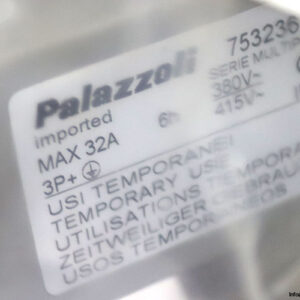 Palazzoli 753236
imported SERIE MULTI
MAX 32A 6h 380V~
3P+ 415V~
USI TEMPORANEI
TEMPORARY USE
UTILISATIONS TEMPO
ZEITWEILIGER GEBRAU
USOS TEMPORANEOS